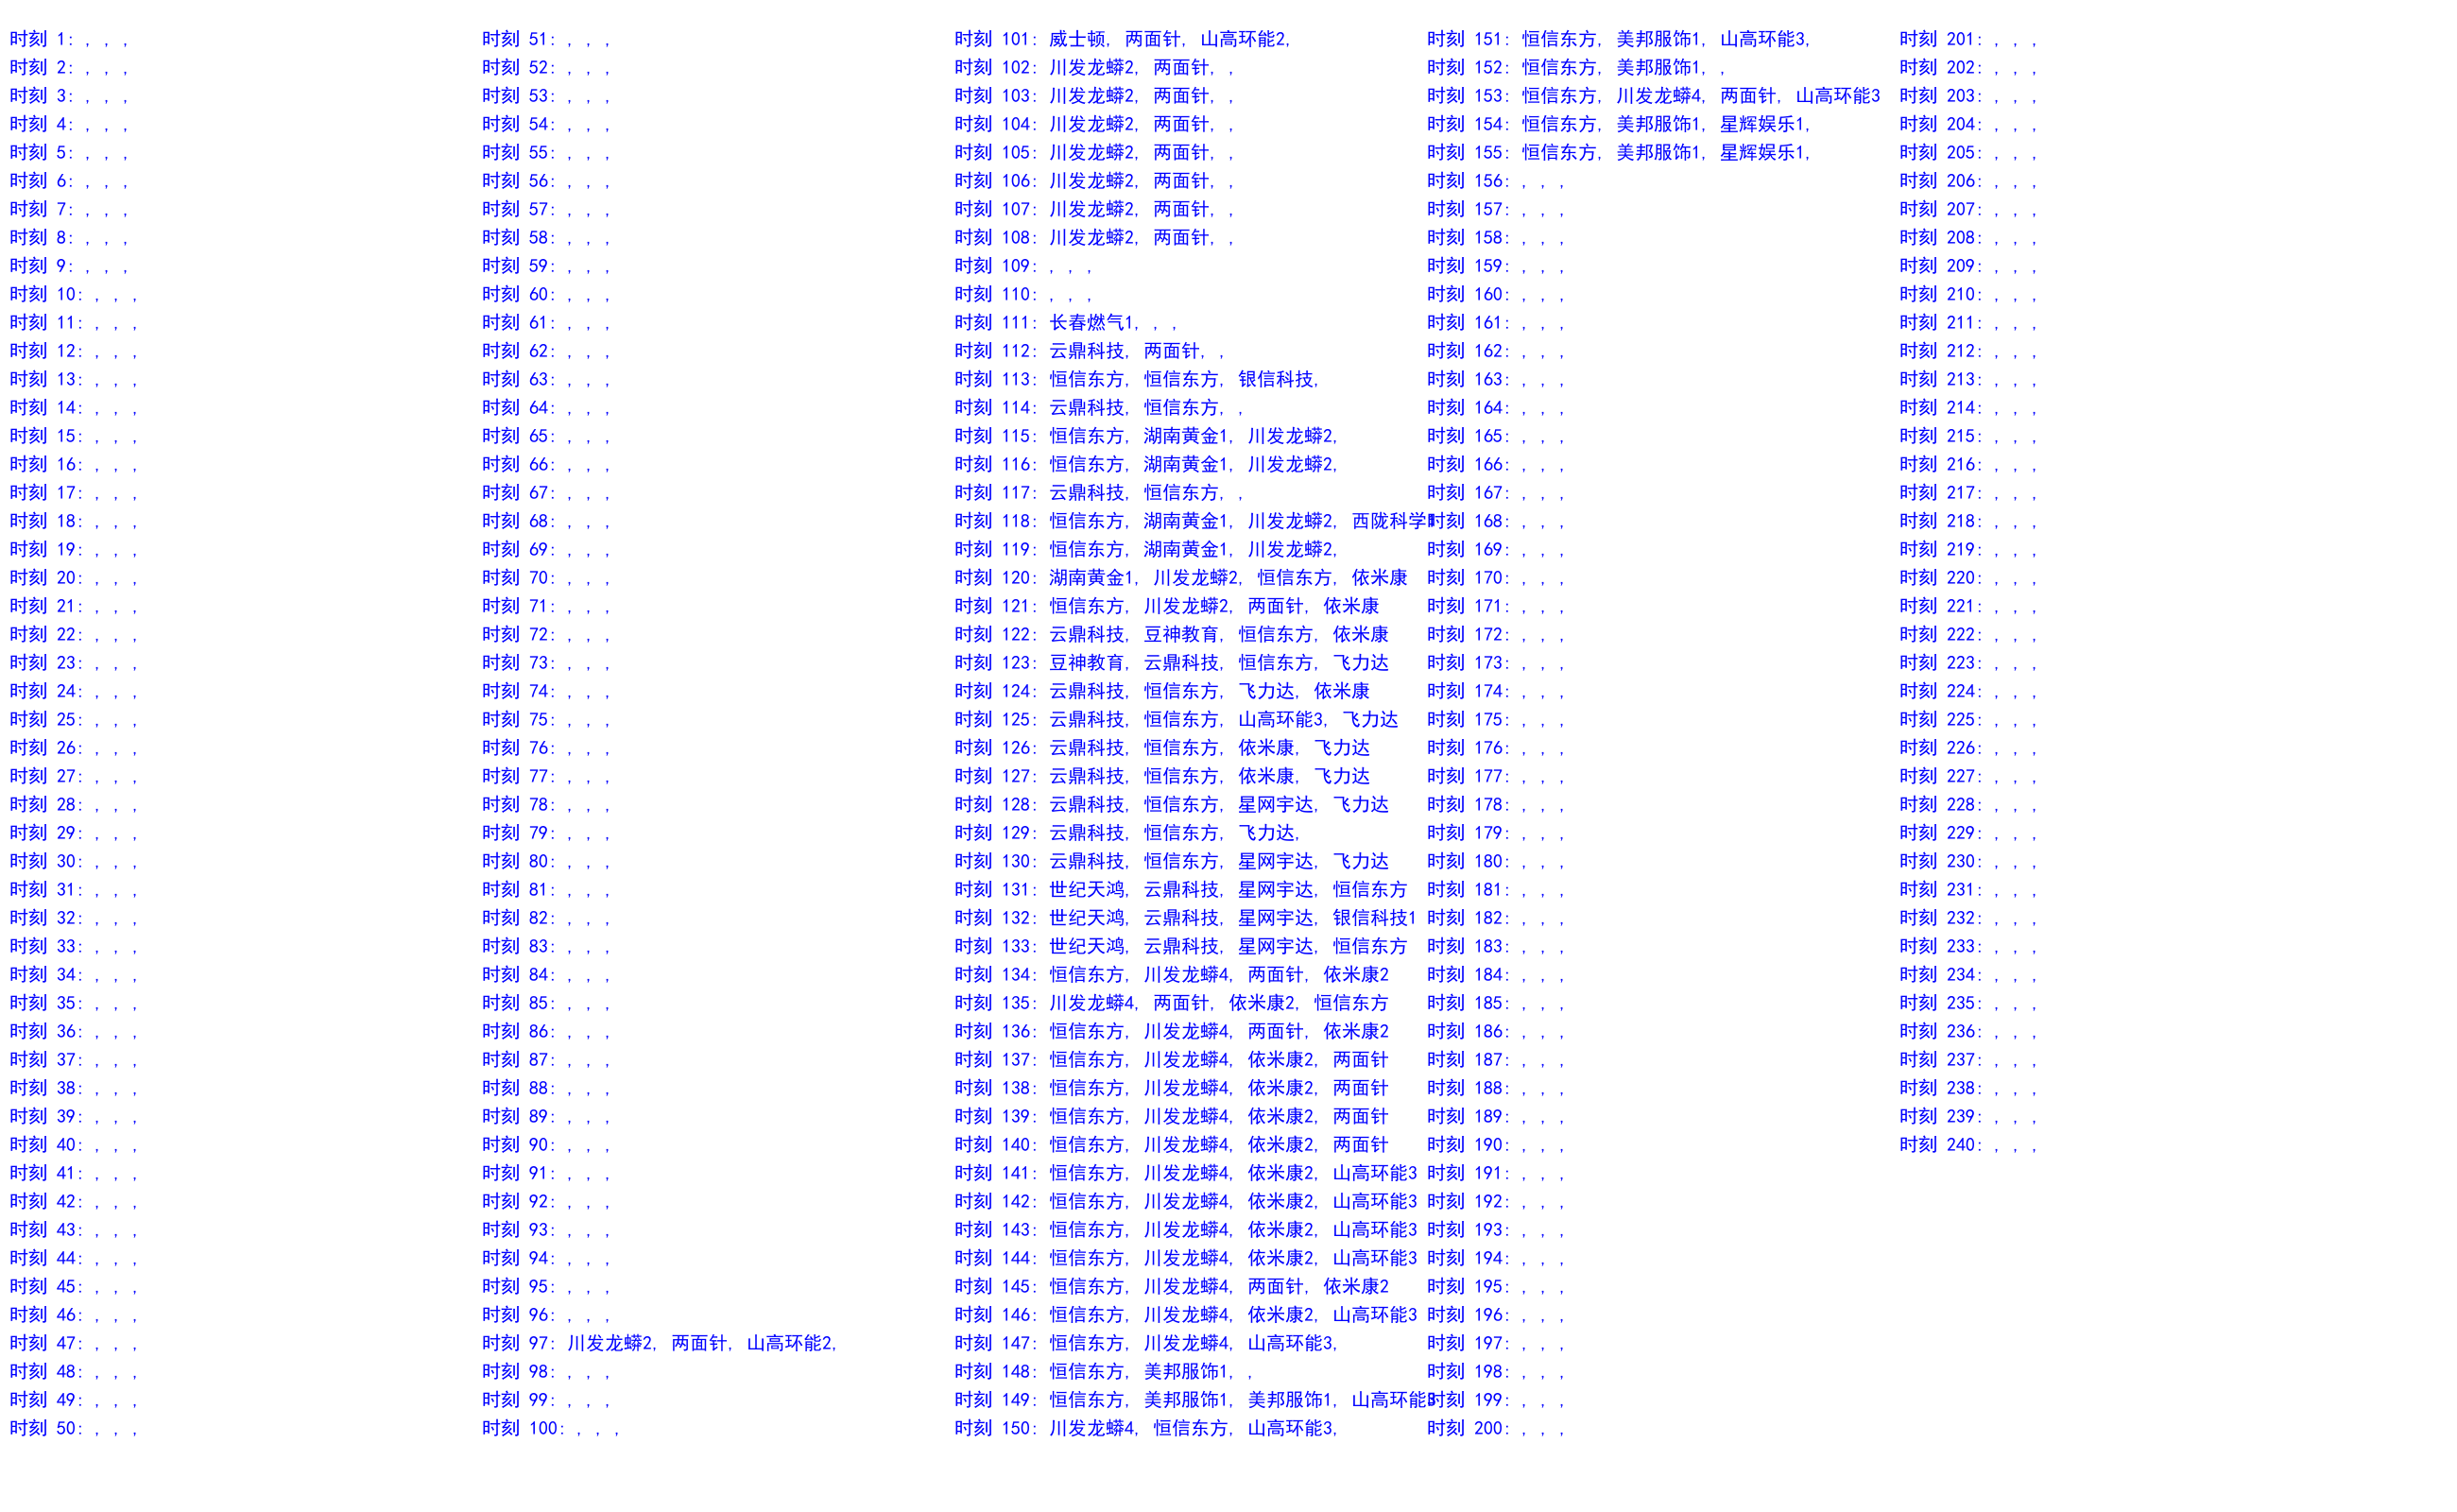 时刻 1: , , ,
时刻 2: , , ,
时刻 3: , , ,
时刻 4: , , ,
时刻 5: , , ,
时刻 6: , , ,
时刻 7: , , ,
时刻 8: , , ,
时刻 9: , , ,
时刻 10: , , ,
时刻 11: , , ,
时刻 12: , , ,
时刻 13: , , ,
时刻 14: , , ,
时刻 15: , , ,
时刻 16: , , ,
时刻 17: , , ,
时刻 18: , , ,
时刻 19: , , ,
时刻 20: , , ,
时刻 21: , , ,
时刻 22: , , ,
时刻 23: , , ,
时刻 24: , , ,
时刻 25: , , ,
时刻 26: , , ,
时刻 27: , , ,
时刻 28: , , ,
时刻 29: , , ,
时刻 30: , , ,
时刻 31: , , ,
时刻 32: , , ,
时刻 33: , , ,
时刻 34: , , ,
时刻 35: , , ,
时刻 36: , , ,
时刻 37: , , ,
时刻 38: , , ,
时刻 39: , , ,
时刻 40: , , ,
时刻 41: , , ,
时刻 42: , , ,
时刻 43: , , ,
时刻 44: , , ,
时刻 45: , , ,
时刻 46: , , ,
时刻 47: , , ,
时刻 48: , , ,
时刻 49: , , ,
时刻 50: , , ,
时刻 51: , , ,
时刻 52: , , ,
时刻 53: , , ,
时刻 54: , , ,
时刻 55: , , ,
时刻 56: , , ,
时刻 57: , , ,
时刻 58: , , ,
时刻 59: , , ,
时刻 60: , , ,
时刻 61: , , ,
时刻 62: , , ,
时刻 63: , , ,
时刻 64: , , ,
时刻 65: , , ,
时刻 66: , , ,
时刻 67: , , ,
时刻 68: , , ,
时刻 69: , , ,
时刻 70: , , ,
时刻 71: , , ,
时刻 72: , , ,
时刻 73: , , ,
时刻 74: , , ,
时刻 75: , , ,
时刻 76: , , ,
时刻 77: , , ,
时刻 78: , , ,
时刻 79: , , ,
时刻 80: , , ,
时刻 81: , , ,
时刻 82: , , ,
时刻 83: , , ,
时刻 84: , , ,
时刻 85: , , ,
时刻 86: , , ,
时刻 87: , , ,
时刻 88: , , ,
时刻 89: , , ,
时刻 90: , , ,
时刻 91: , , ,
时刻 92: , , ,
时刻 93: , , ,
时刻 94: , , ,
时刻 95: , , ,
时刻 96: , , ,
时刻 97: 川发龙蟒2, 两面针, 山高环能2,
时刻 98: , , ,
时刻 99: , , ,
时刻 100: , , ,
时刻 101: 威士顿, 两面针, 山高环能2,
时刻 102: 川发龙蟒2, 两面针, ,
时刻 103: 川发龙蟒2, 两面针, ,
时刻 104: 川发龙蟒2, 两面针, ,
时刻 105: 川发龙蟒2, 两面针, ,
时刻 106: 川发龙蟒2, 两面针, ,
时刻 107: 川发龙蟒2, 两面针, ,
时刻 108: 川发龙蟒2, 两面针, ,
时刻 109: , , ,
时刻 110: , , ,
时刻 111: 长春燃气1, , ,
时刻 112: 云鼎科技, 两面针, ,
时刻 113: 恒信东方, 恒信东方, 银信科技,
时刻 114: 云鼎科技, 恒信东方, ,
时刻 115: 恒信东方, 湖南黄金1, 川发龙蟒2,
时刻 116: 恒信东方, 湖南黄金1, 川发龙蟒2,
时刻 117: 云鼎科技, 恒信东方, ,
时刻 118: 恒信东方, 湖南黄金1, 川发龙蟒2, 西陇科学
时刻 119: 恒信东方, 湖南黄金1, 川发龙蟒2,
时刻 120: 湖南黄金1, 川发龙蟒2, 恒信东方, 依米康
时刻 121: 恒信东方, 川发龙蟒2, 两面针, 依米康
时刻 122: 云鼎科技, 豆神教育, 恒信东方, 依米康
时刻 123: 豆神教育, 云鼎科技, 恒信东方, 飞力达
时刻 124: 云鼎科技, 恒信东方, 飞力达, 依米康
时刻 125: 云鼎科技, 恒信东方, 山高环能3, 飞力达
时刻 126: 云鼎科技, 恒信东方, 依米康, 飞力达
时刻 127: 云鼎科技, 恒信东方, 依米康, 飞力达
时刻 128: 云鼎科技, 恒信东方, 星网宇达, 飞力达
时刻 129: 云鼎科技, 恒信东方, 飞力达,
时刻 130: 云鼎科技, 恒信东方, 星网宇达, 飞力达
时刻 131: 世纪天鸿, 云鼎科技, 星网宇达, 恒信东方
时刻 132: 世纪天鸿, 云鼎科技, 星网宇达, 银信科技1
时刻 133: 世纪天鸿, 云鼎科技, 星网宇达, 恒信东方
时刻 134: 恒信东方, 川发龙蟒4, 两面针, 依米康2
时刻 135: 川发龙蟒4, 两面针, 依米康2, 恒信东方
时刻 136: 恒信东方, 川发龙蟒4, 两面针, 依米康2
时刻 137: 恒信东方, 川发龙蟒4, 依米康2, 两面针
时刻 138: 恒信东方, 川发龙蟒4, 依米康2, 两面针
时刻 139: 恒信东方, 川发龙蟒4, 依米康2, 两面针
时刻 140: 恒信东方, 川发龙蟒4, 依米康2, 两面针
时刻 141: 恒信东方, 川发龙蟒4, 依米康2, 山高环能3
时刻 142: 恒信东方, 川发龙蟒4, 依米康2, 山高环能3
时刻 143: 恒信东方, 川发龙蟒4, 依米康2, 山高环能3
时刻 144: 恒信东方, 川发龙蟒4, 依米康2, 山高环能3
时刻 145: 恒信东方, 川发龙蟒4, 两面针, 依米康2
时刻 146: 恒信东方, 川发龙蟒4, 依米康2, 山高环能3
时刻 147: 恒信东方, 川发龙蟒4, 山高环能3,
时刻 148: 恒信东方, 美邦服饰1, ,
时刻 149: 恒信东方, 美邦服饰1, 美邦服饰1, 山高环能
时刻 150: 川发龙蟒4, 恒信东方, 山高环能3,
时刻 151: 恒信东方, 美邦服饰1, 山高环能3,
时刻 152: 恒信东方, 美邦服饰1, ,
时刻 153: 恒信东方, 川发龙蟒4, 两面针, 山高环能3
时刻 154: 恒信东方, 美邦服饰1, 星辉娱乐1,
时刻 155: 恒信东方, 美邦服饰1, 星辉娱乐1,
时刻 156: , , ,
时刻 157: , , ,
时刻 158: , , ,
时刻 159: , , ,
时刻 160: , , ,
时刻 161: , , ,
时刻 162: , , ,
时刻 163: , , ,
时刻 164: , , ,
时刻 165: , , ,
时刻 166: , , ,
时刻 167: , , ,
时刻 168: , , ,
时刻 169: , , ,
时刻 170: , , ,
时刻 171: , , ,
时刻 172: , , ,
时刻 173: , , ,
时刻 174: , , ,
时刻 175: , , ,
时刻 176: , , ,
时刻 177: , , ,
时刻 178: , , ,
时刻 179: , , ,
时刻 180: , , ,
时刻 181: , , ,
时刻 182: , , ,
时刻 183: , , ,
时刻 184: , , ,
时刻 185: , , ,
时刻 186: , , ,
时刻 187: , , ,
时刻 188: , , ,
时刻 189: , , ,
时刻 190: , , ,
时刻 191: , , ,
时刻 192: , , ,
时刻 193: , , ,
时刻 194: , , ,
时刻 195: , , ,
时刻 196: , , ,
时刻 197: , , ,
时刻 198: , , ,
时刻 199: , , ,
时刻 200: , , ,
时刻 201: , , ,
时刻 202: , , ,
时刻 203: , , ,
时刻 204: , , ,
时刻 205: , , ,
时刻 206: , , ,
时刻 207: , , ,
时刻 208: , , ,
时刻 209: , , ,
时刻 210: , , ,
时刻 211: , , ,
时刻 212: , , ,
时刻 213: , , ,
时刻 214: , , ,
时刻 215: , , ,
时刻 216: , , ,
时刻 217: , , ,
时刻 218: , , ,
时刻 219: , , ,
时刻 220: , , ,
时刻 221: , , ,
时刻 222: , , ,
时刻 223: , , ,
时刻 224: , , ,
时刻 225: , , ,
时刻 226: , , ,
时刻 227: , , ,
时刻 228: , , ,
时刻 229: , , ,
时刻 230: , , ,
时刻 231: , , ,
时刻 232: , , ,
时刻 233: , , ,
时刻 234: , , ,
时刻 235: , , ,
时刻 236: , , ,
时刻 237: , , ,
时刻 238: , , ,
时刻 239: , , ,
时刻 240: , , ,